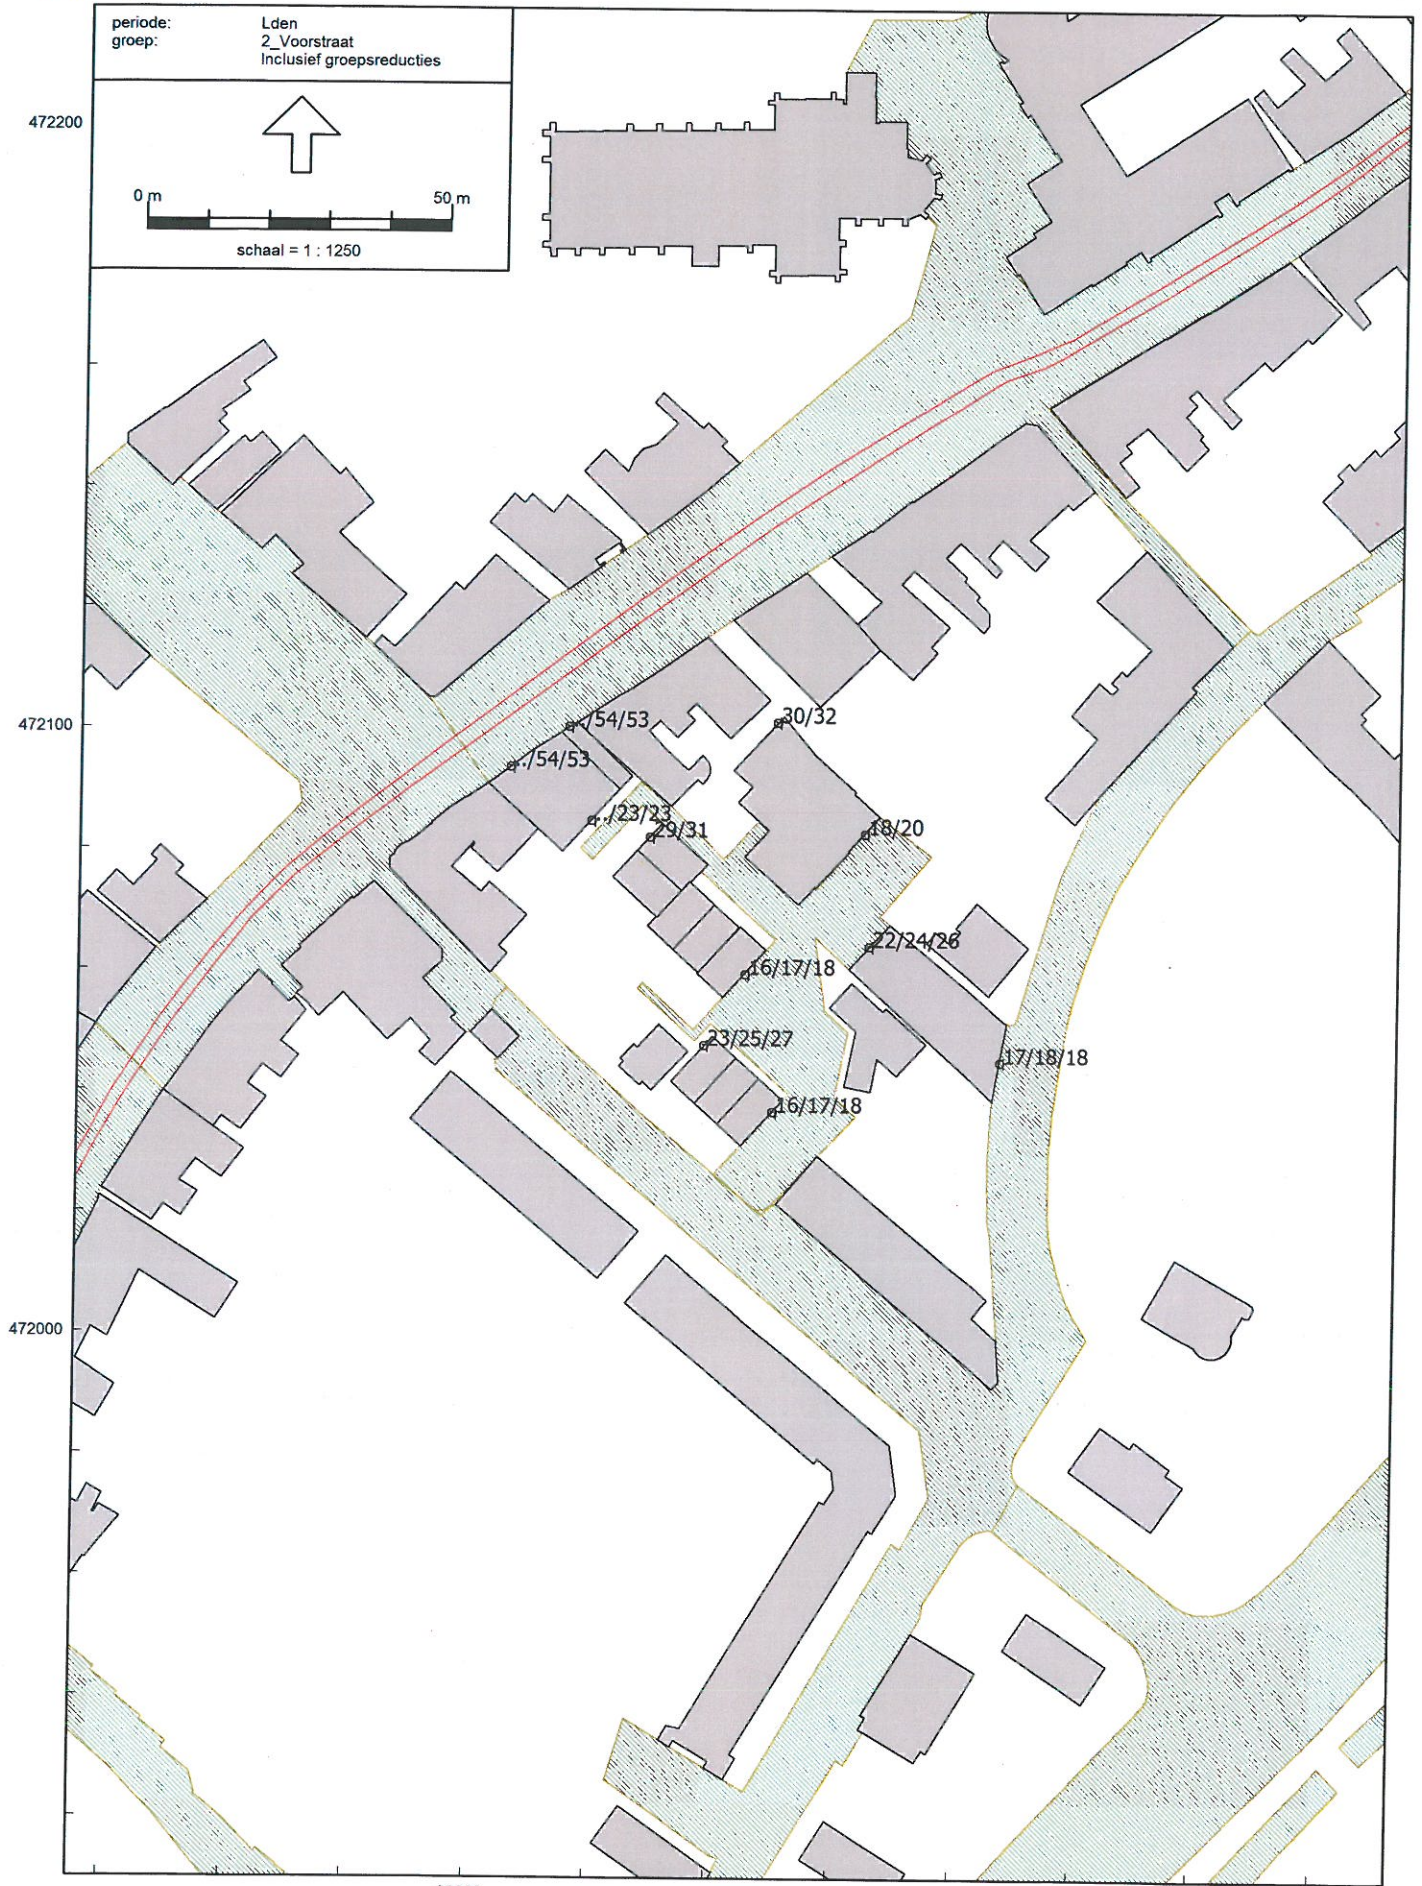 periode: Lden
groep: 2_Voorstraat
Inclusief groepsreducties
472200
0 m 50 m
schaal = 1 : 1250
472100
../54/53
30/32
../54/53
../23/23
29/31
18/20
22/24/26
16/17/18
23/25/27
17/18/18
16/17/18
472000